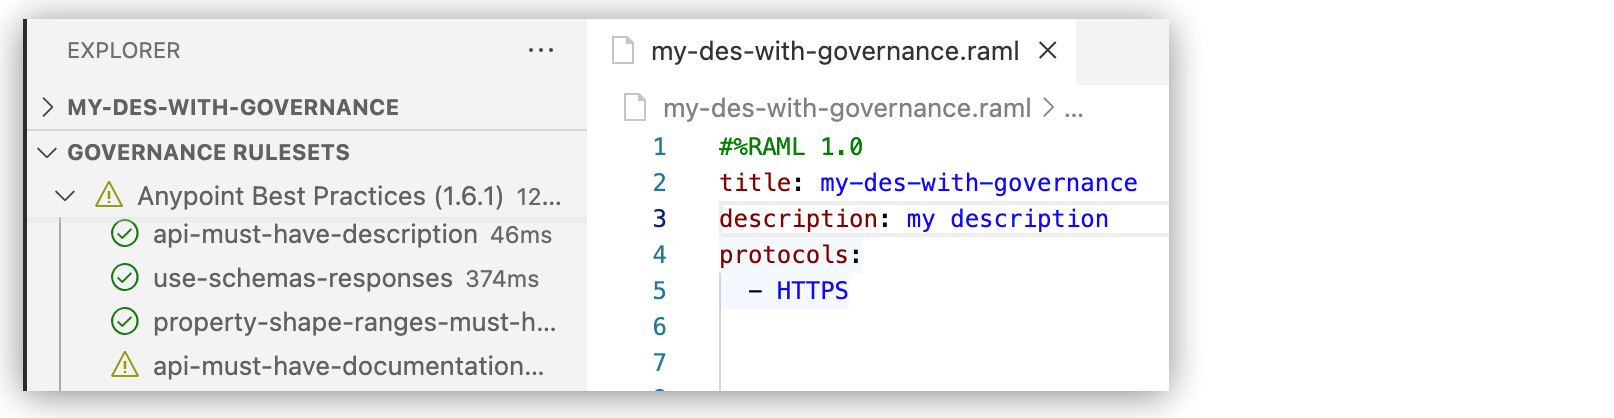 EXPLORER ...
MY-DES-WITH-GOVERNANCE
GOVERNANCE RULESETS
Anypoint Best Practices (1.6.1) 12...
api-must-have-description 46ms
use-schemas-responses 374ms
property-shape-ranges-must-h...
api-must-have-documentation...
my-des-with-governance.raml
my-des-with-governance.raml > ...
1 #%RAML 1.0
2 title: my-des-with-governance
3 description: my description
4 protocols:
5 - HTTPS
6
7